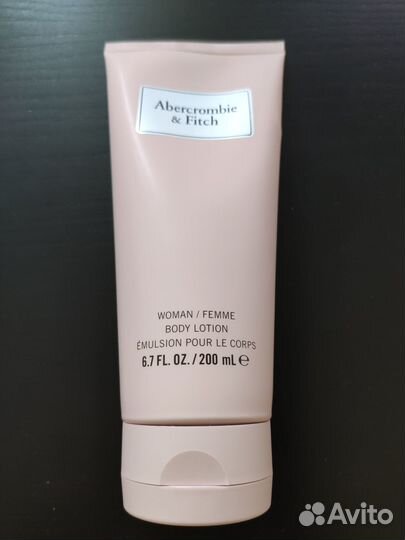 Abercrombie
& Fitch
WOMAN / FEMME
BODY LOTION
ÉMULSION POUR LE CORPS
6.7 FL. OZ. / 200 mL ℮
Avito